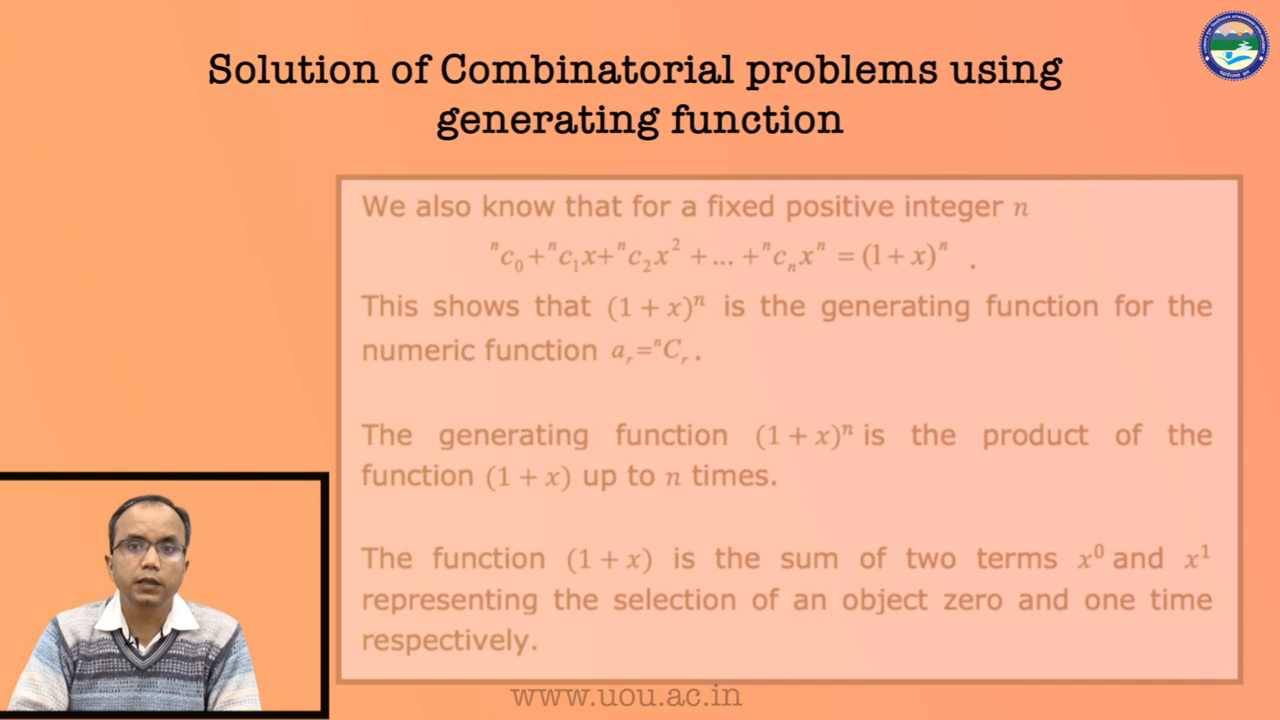 Solution of Combinatorial problems using
generating function
We also know that for a fixed positive integer n
ⁿc₀+ⁿc₁x+ⁿc₂x² +... +ⁿcₙxⁿ = (1+x)ⁿ .
This shows that (1 + x)ⁿ is the generating function for the
numeric function aᵣ=ⁿCᵣ.
The generating function (1 + x)ⁿ is the product of the
function (1 + x) up to n times.
The function (1 + x) is the sum of two terms x⁰ and x¹
representing the selection of an object zero and one time
respectively.
www.uou.ac.in